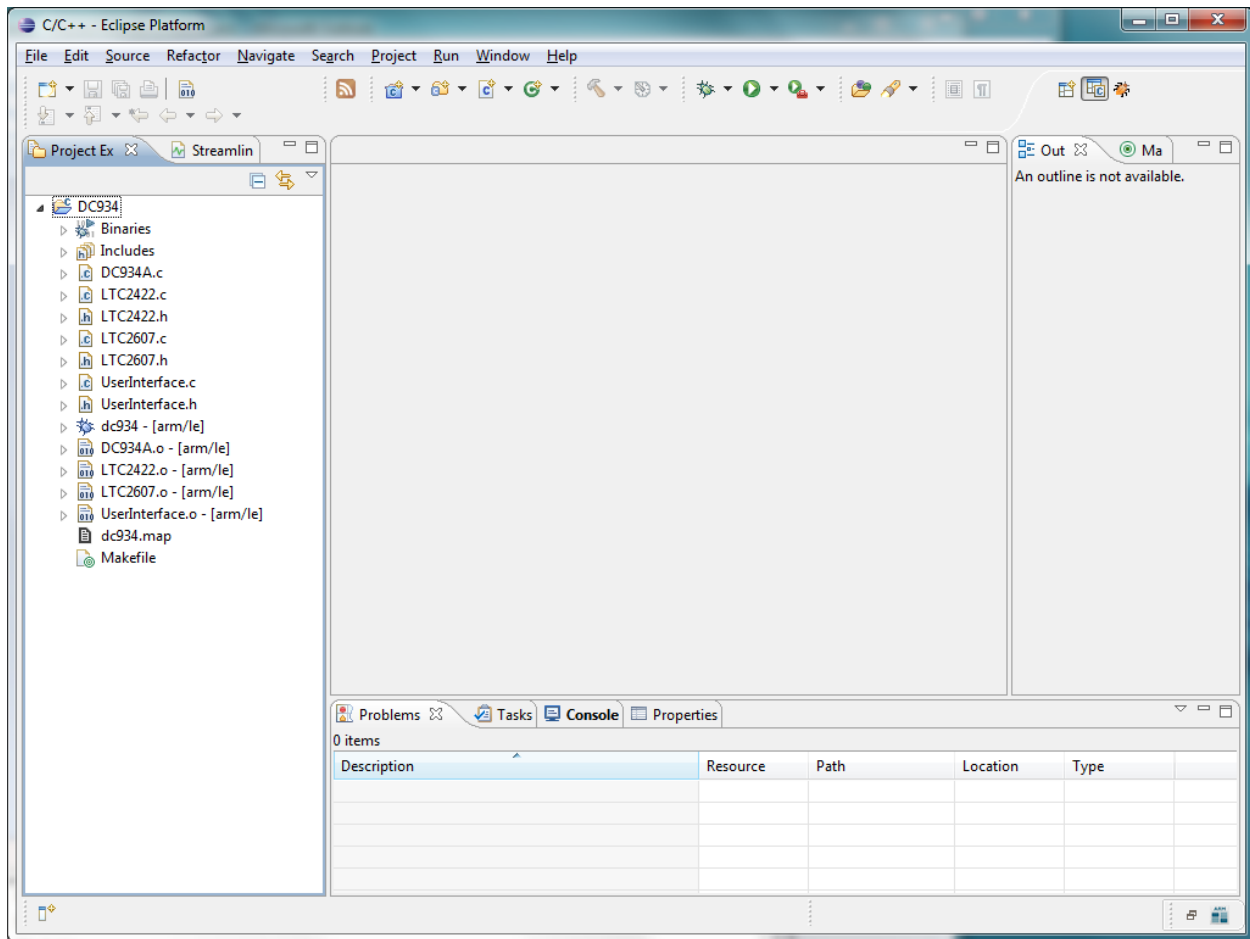 C/C++ - Eclipse Platform
File Edit Source Refactor Navigate Search Project Run Window Help
Project Ex Streamlin
Out Ma
An outline is not available.
DC934
Binaries
Includes
DC934A.c
LTC2422.c
LTC2422.h
LTC2607.c
LTC2607.h
UserInterface.c
UserInterface.h
dc934 - [arm/le]
DC934A.o - [arm/le]
LTC2422.o - [arm/le]
LTC2607.o - [arm/le]
UserInterface.o - [arm/le]
dc934.map
Makefile
Problems Tasks Console Properties
0 items
Description Resource Path Location Type